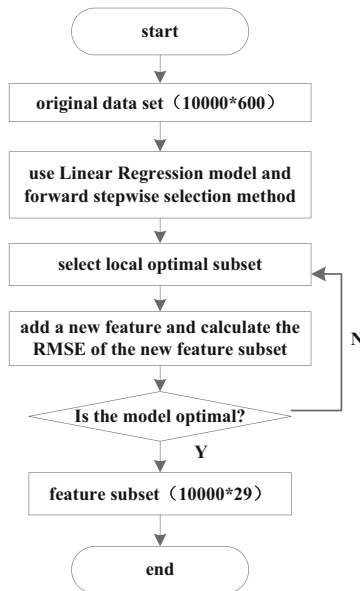 start
original data set（10000*600）
use Linear Regression model and
forward stepwise selection method
select local optimal subset
add a new feature and calculate the
RMSE of the new feature subset
N
Is the model optimal?
Y
feature subset（10000*29）
end